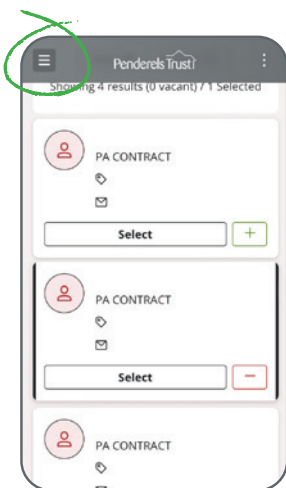 Penderels Trust
Showing 4 results (0 vacant) / 1 Selected
PA CONTRACT
Select
+
PA CONTRACT
Select
−
PA CONTRACT